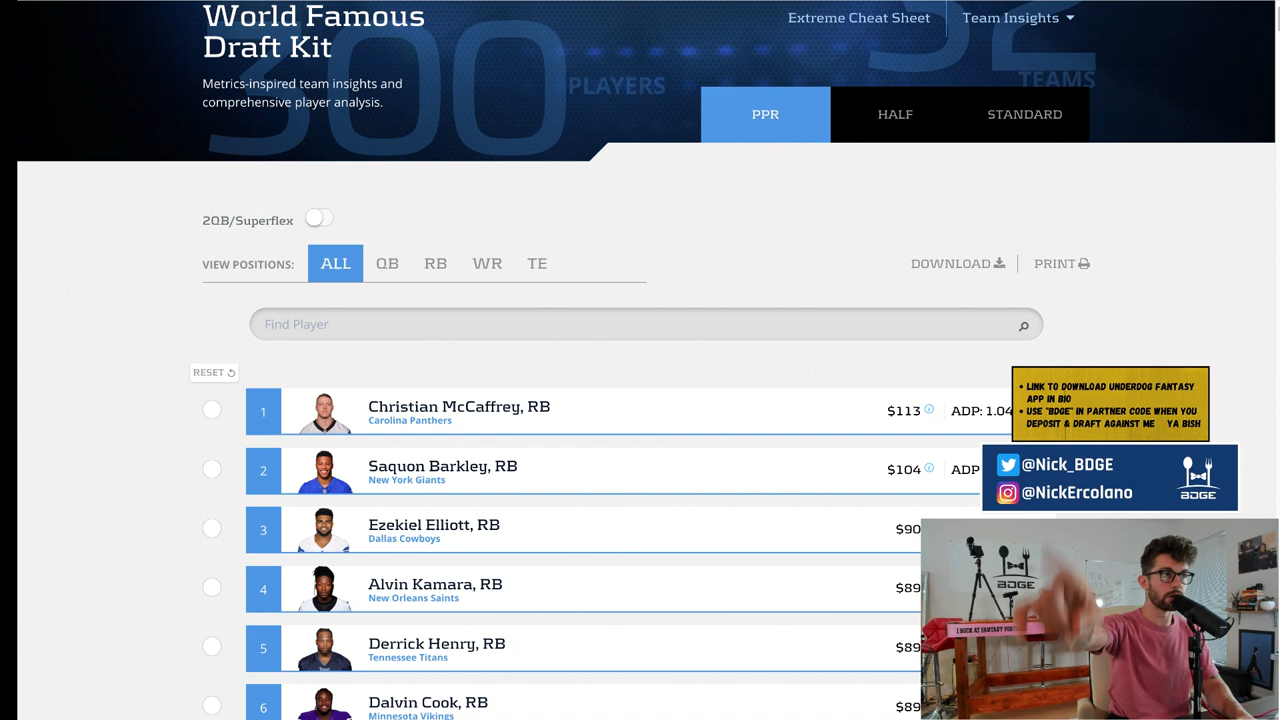 World Famous
Draft Kit
Metrics-inspired team insights and
comprehensive player analysis.
500
PLAYERS
32
TEAMS
Extreme Cheat Sheet
Team Insights
PPR
HALF
STANDARD
2QB/Superflex
VIEW POSITIONS:
ALL
QB
RB
WR
TE
DOWNLOAD
PRINT
Find Player
RESET
1
Christian McCaffrey, RB
Carolina Panthers
$113
ADP: 1.04
2
Saquon Barkley, RB
New York Giants
$104
ADP
3
Ezekiel Elliott, RB
Dallas Cowboys
$90
4
Alvin Kamara, RB
New Orleans Saints
$89
5
Derrick Henry, RB
Tennessee Titans
$89
6
Dalvin Cook, RB
Minnesota Vikings
$89
• LINK TO DOWNLOAD UNDERDOG FANTASY
APP IN BIO
• USE "BDGE" IN PARTNER CODE WHEN YOU
DEPOSIT & DRAFT AGAINST ME YA BISH
@Nick_BDGE
@NickErcolano
BDGE
BDGE
I SUCK AT FANTASY